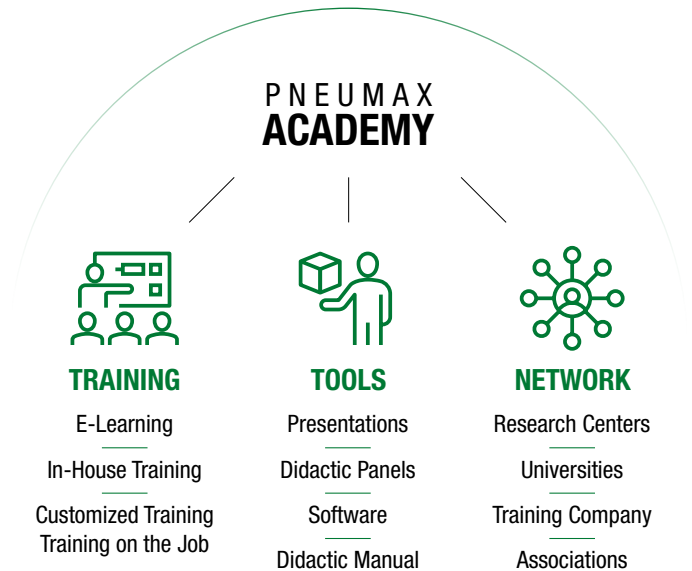 PNEUMAX
ACADEMY
TRAINING
E-Learning
In-House Training
Customized Training
Training on the Job
TOOLS
Presentations
Didactic Panels
Software
Didactic Manual
NETWORK
Research Centers
Universities
Training Company
Associations